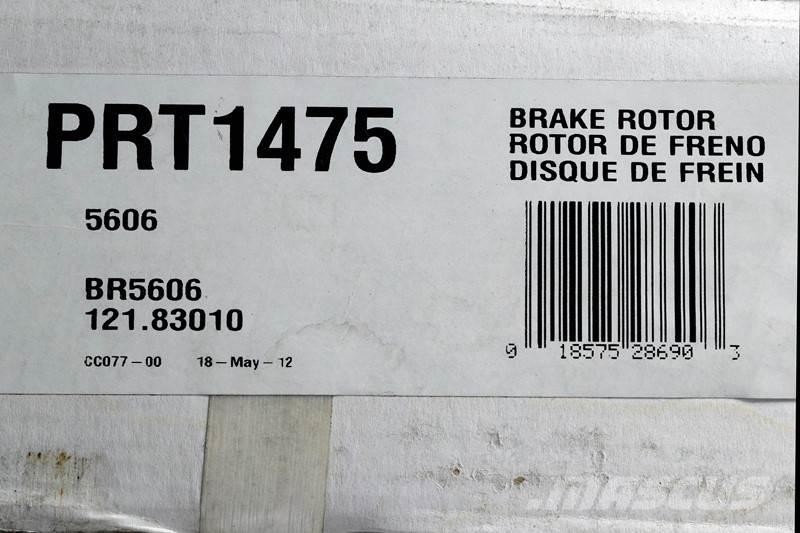 PRT1475
BRAKE ROTOR
ROTOR DE FRENO
DISQUE DE FREIN
5606
BR5606
121.83010
CC077-00 18-May-12
0 18575 28690 3
MASCUS